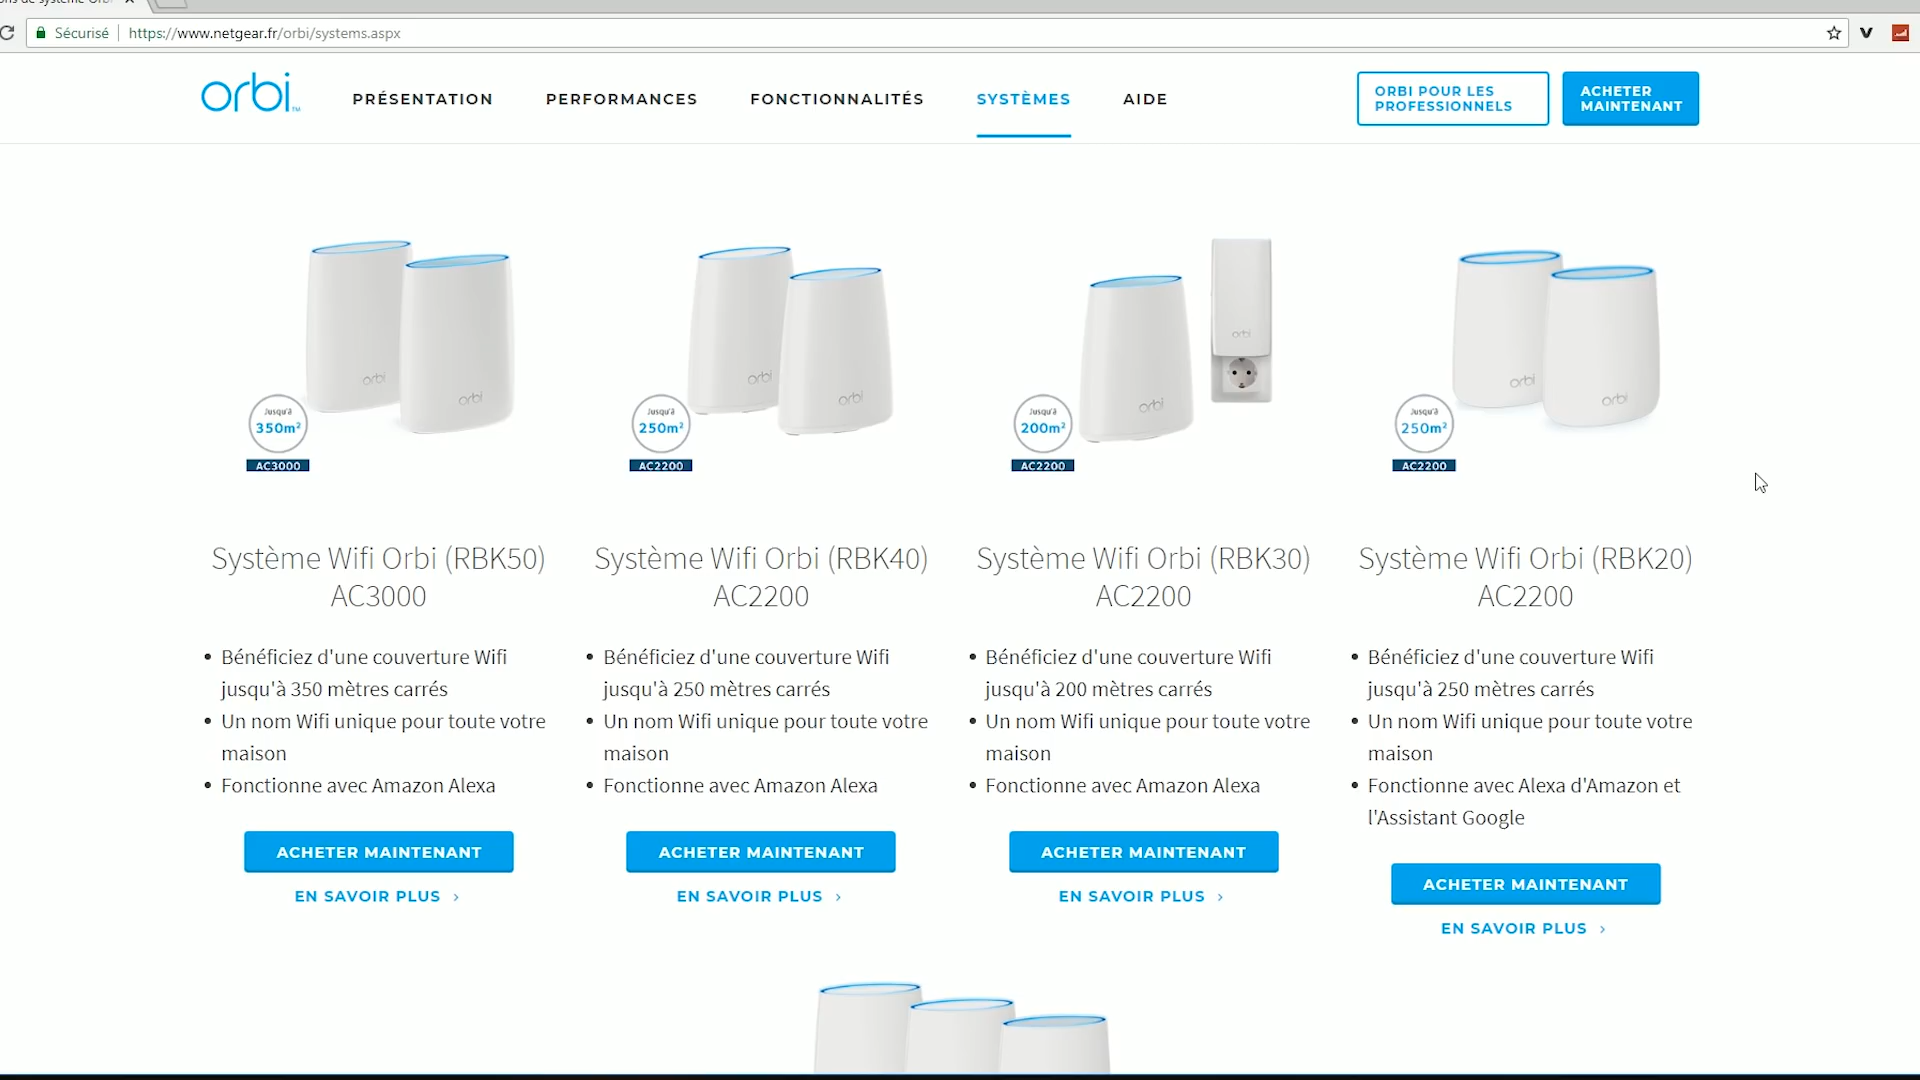 Sécurisé
https://www.netgear.fr/orbi/systems.aspx
orbi™
PRÉSENTATION
PERFORMANCES
FONCTIONNALITÉS
SYSTÈMES
AIDE
ORBI POUR LES
PROFESSIONNELS
ACHETER
MAINTENANT
orbi
orbi
Jusqu'à
350m²
AC3000
orbi
orbi
Jusqu'à
250m²
AC2200
orbi
orbi
Jusqu'à
200m²
AC2200
orbi
orbi
Jusqu'à
250m²
AC2200
Système Wifi Orbi (RBK50)
AC3000
Bénéficiez d'une couverture Wifi
jusqu'à 350 mètres carrés
Un nom Wifi unique pour toute votre
maison
Fonctionne avec Amazon Alexa
ACHETER MAINTENANT
EN SAVOIR PLUS >
Système Wifi Orbi (RBK40)
AC2200
Bénéficiez d'une couverture Wifi
jusqu'à 250 mètres carrés
Un nom Wifi unique pour toute votre
maison
Fonctionne avec Amazon Alexa
ACHETER MAINTENANT
EN SAVOIR PLUS >
Système Wifi Orbi (RBK30)
AC2200
Bénéficiez d'une couverture Wifi
jusqu'à 200 mètres carrés
Un nom Wifi unique pour toute votre
maison
Fonctionne avec Amazon Alexa
ACHETER MAINTENANT
EN SAVOIR PLUS >
Système Wifi Orbi (RBK20)
AC2200
Bénéficiez d'une couverture Wifi
jusqu'à 250 mètres carrés
Un nom Wifi unique pour toute votre
maison
Fonctionne avec Alexa d'Amazon et
l'Assistant Google
ACHETER MAINTENANT
EN SAVOIR PLUS >